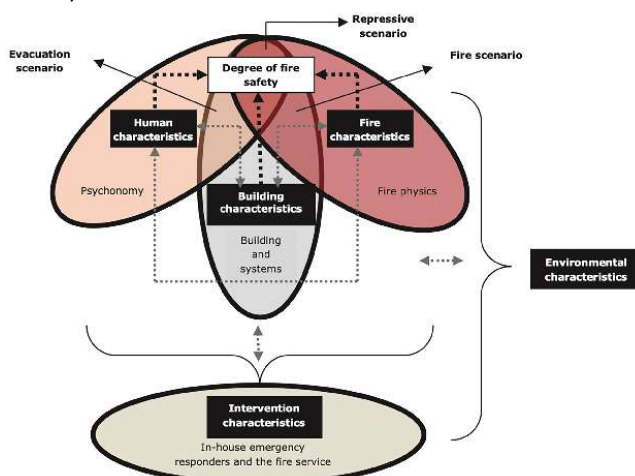 Repressive
scenario
Evacuation
scenario
Fire scenario
Degree of fire
safety
Human
characteristics
Fire
characteristics
Psychonomy
Fire physics
Building
characteristics
Building
and
systems
Environmental
characteristics
Intervention
characteristics
In-house emergency
responders and the fire service